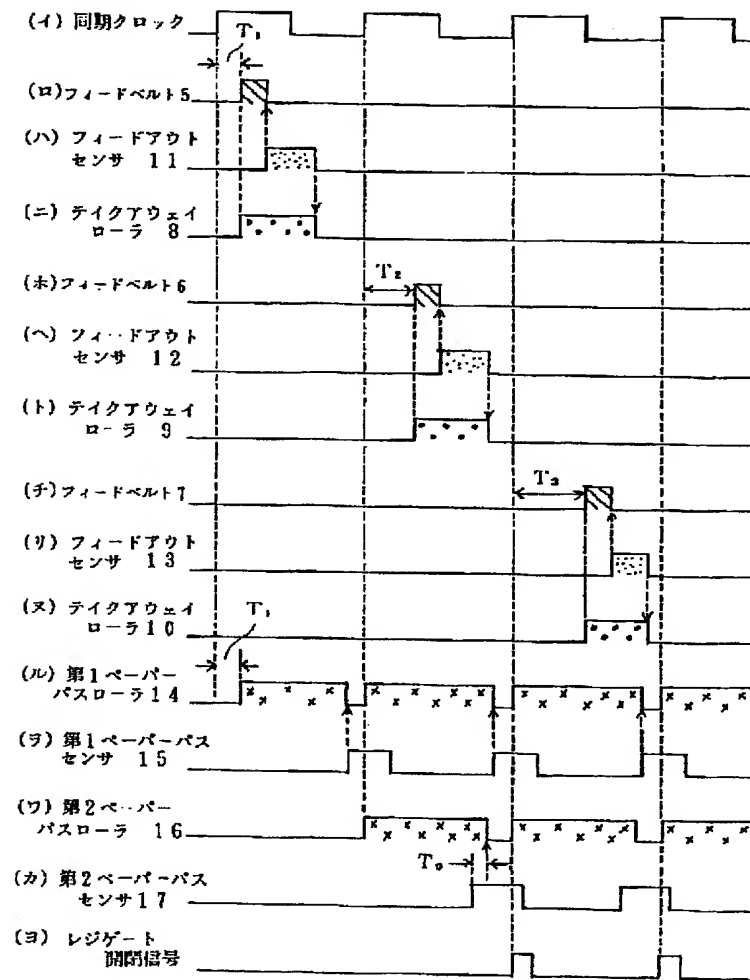 (イ) 同期クロック
T₁
(ロ)フィードベルト5
(ハ) フィードアウト
センサ 11
(ニ) テイクアウェイ
ローラ 8
(ホ)フィードベルト6
T₂
(ヘ) フィードアウト
センサ 12
(ト) テイクアウェイ
ローラ 9
(チ)フィードベルト7
T₃
(リ) フィードアウト
センサ 13
(ヌ) テイクアウェイ
ローラ10
T₁
(ル) 第1ペーパー
パスローラ14
(ヲ) 第1ペーパーパス
センサ 15
(ワ) 第2ペーパー
パスローラ 16
T₀
(カ) 第2ペーパーパス
センサ17
(ヨ) レジゲート
開閉信号